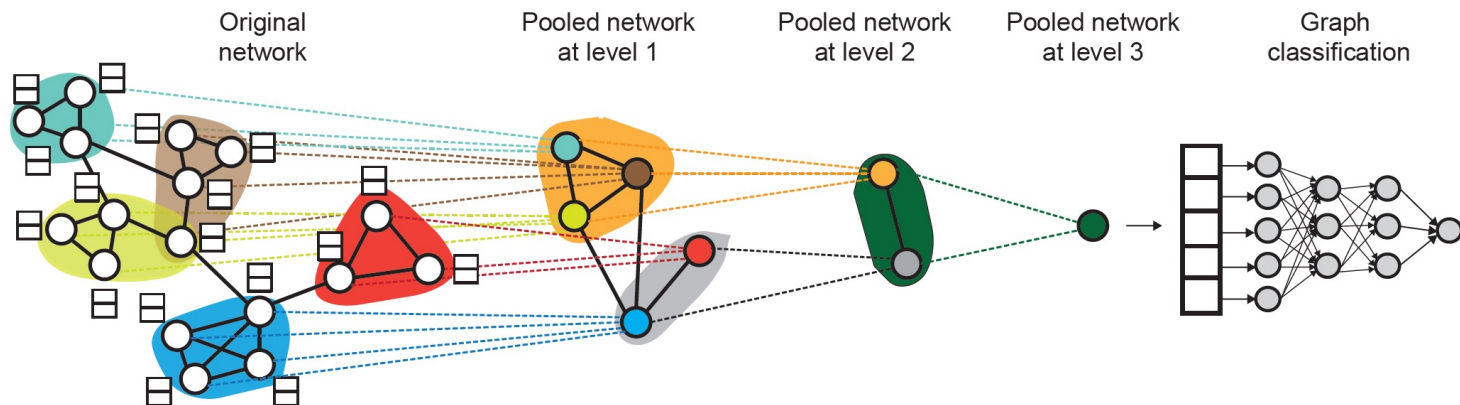 Original
network
Pooled network
at level 1
Pooled network
at level 2
Pooled network
at level 3
Graph
classification